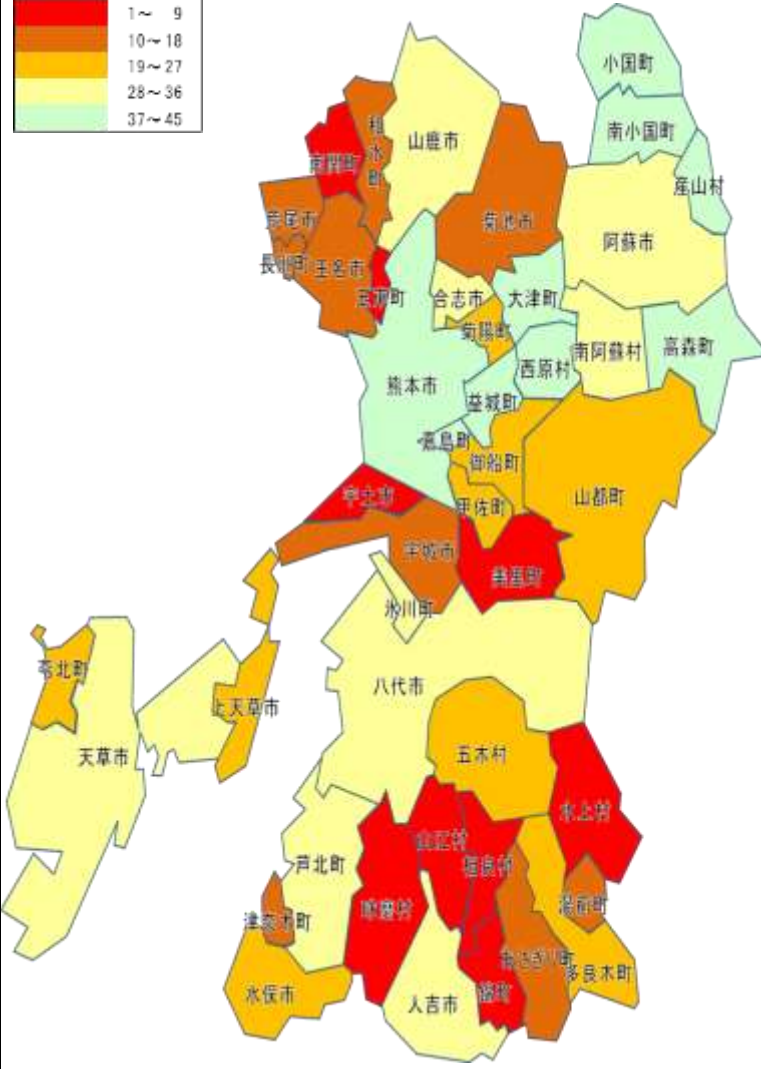 1～ 9
10～18
19～27
28～36
37～45
小国町
南小国町
産山村
和水町
山鹿市
南関町
菊池市
阿蘇市
荒尾市
長洲町
玉名市
玉東町
合志市
大津町
菊陽町
南阿蘇村
高森町
西原村
熊本市
益城町
嘉島町
御船町
山都町
甲佐町
宇土市
宇城市
美里町
氷川町
八代市
苓北町
上天草市
天草市
五木村
水上村
山江村
相良村
芦北町
湯前町
球磨村
津奈木町
あさぎり町
多良木町
水俣市
錦町
人吉市